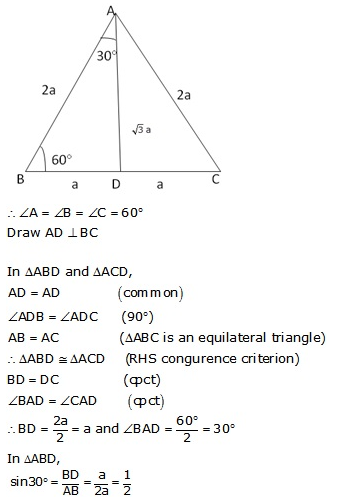 A
30°
2a
2a
√3 a
60°
B
a
D
a
C
∴ ∠A = ∠B = ∠C = 60°
Draw AD ⊥ BC
In ΔABD and ΔACD,
AD = AD (common)
∠ADB = ∠ADC (90°)
AB = AC (ΔABC is an equilateral triangle)
∴ ΔABD ≅ ΔACD (RHS congurence criterion)
BD = DC (cpct)
∠BAD = ∠CAD (cpct)
∴ BD = 2a/2 = a and ∠BAD = 60°/2 = 30°
In ΔABD,
sin30° = BD/AB = a/2a = 1/2